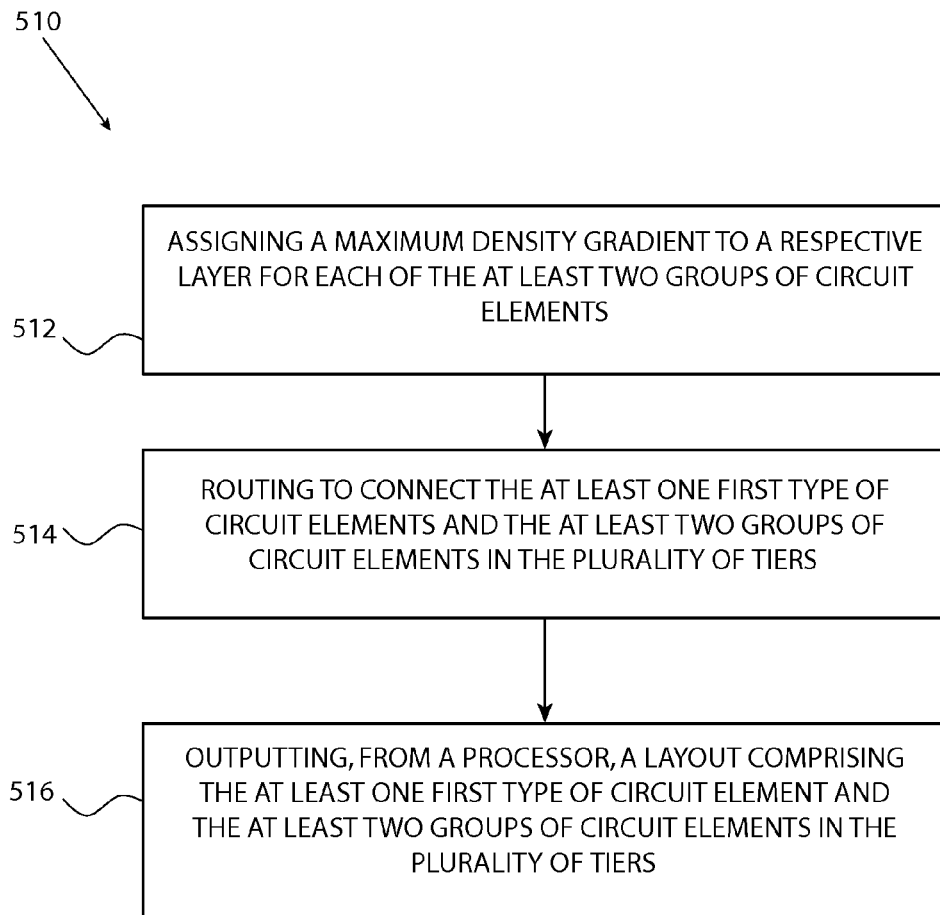 510
ASSIGNING A MAXIMUM DENSITY GRADIENT TO A RESPECTIVE
LAYER FOR EACH OF THE AT LEAST TWO GROUPS OF CIRCUIT
ELEMENTS
512
ROUTING TO CONNECT THE AT LEAST ONE FIRST TYPE OF
CIRCUIT ELEMENTS AND THE AT LEAST TWO GROUPS OF
CIRCUIT ELEMENTS IN THE PLURALITY OF TIERS
514
OUTPUTTING, FROM A PROCESSOR, A LAYOUT COMPRISING
THE AT LEAST ONE FIRST TYPE OF CIRCUIT ELEMENT AND
THE AT LEAST TWO GROUPS OF CIRCUIT ELEMENTS IN THE
PLURALITY OF TIERS
516